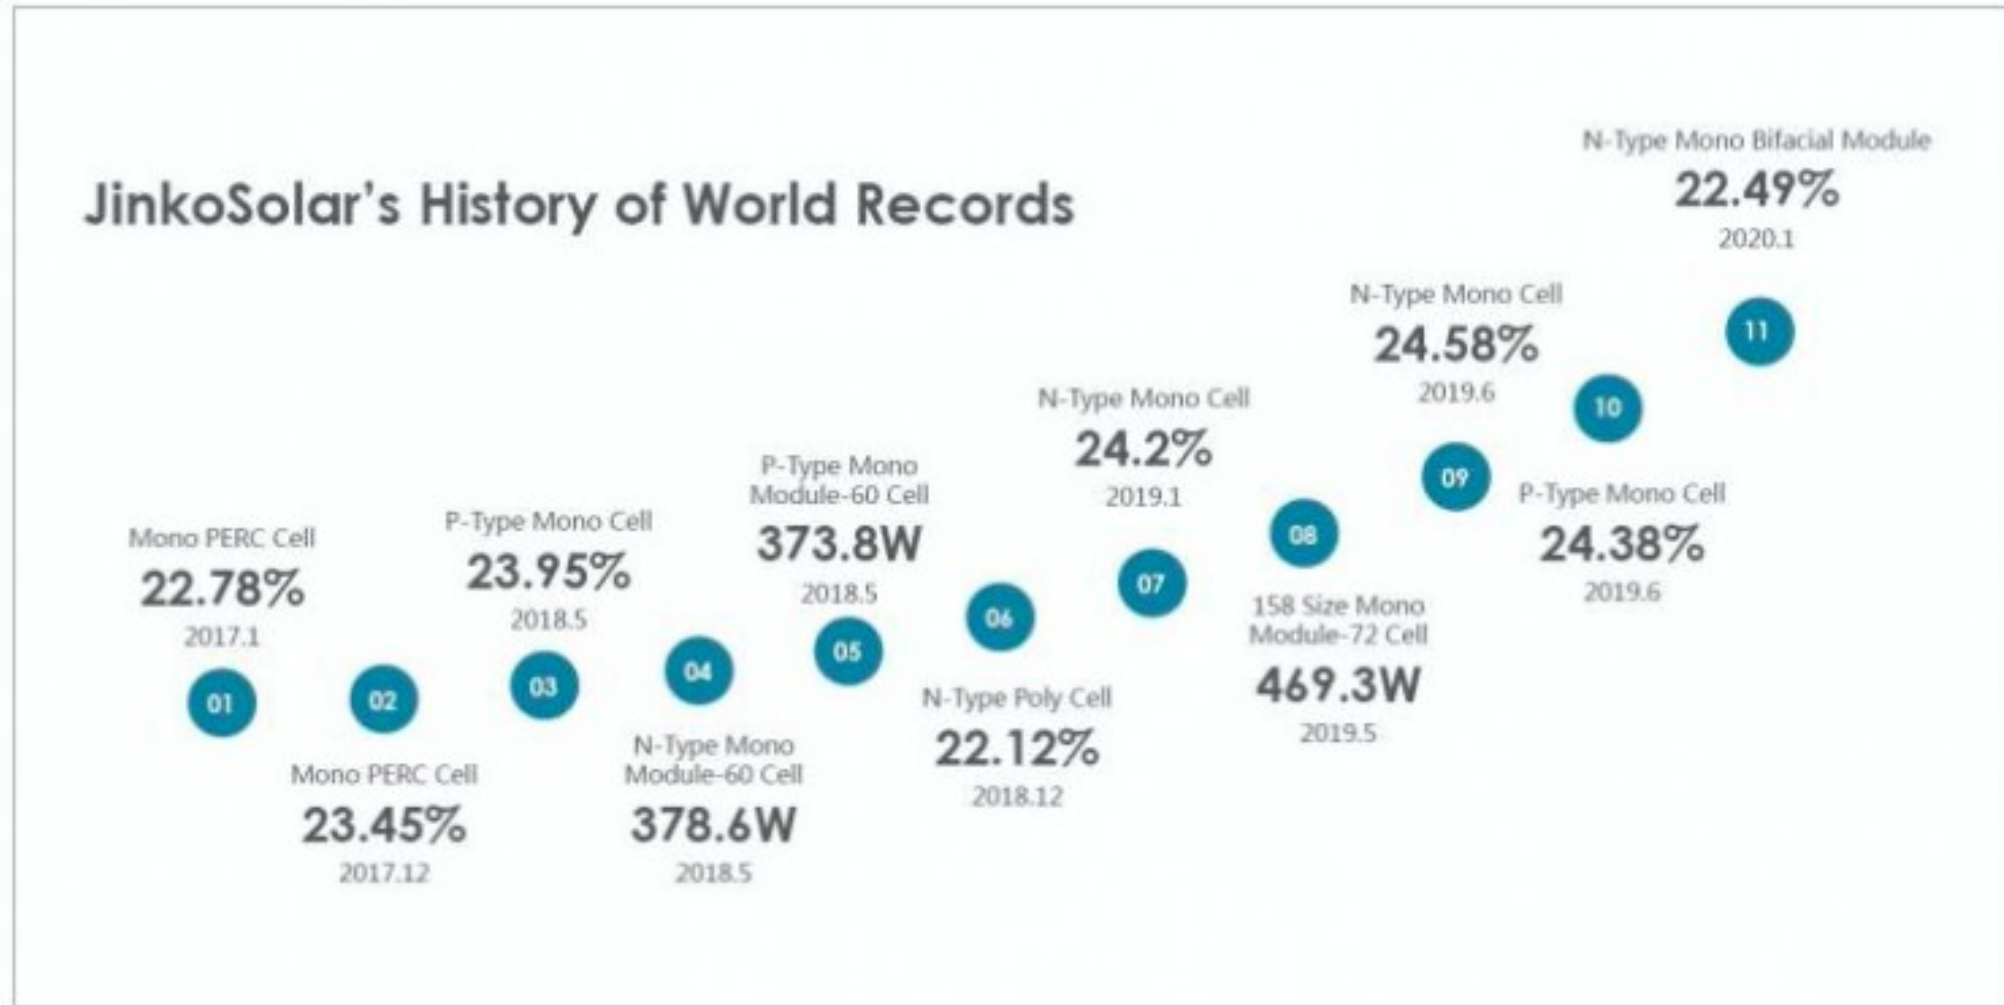 JinkoSolar's History of World Records
Mono PERC Cell
22.78%
2017.1
01
02
Mono PERC Cell
23.45%
2017.12
P-Type Mono Cell
23.95%
2018.5
03
04
N-Type Mono
Module-60 Cell
378.6W
2018.5
P-Type Mono
Module-60 Cell
373.8W
2018.5
05
06
N-Type Poly Cell
22.12%
2018.12
N-Type Mono Cell
24.2%
2019.1
07
08
158 Size Mono
Module-72 Cell
469.3W
2019.5
N-Type Mono Cell
24.58%
2019.6
09
10
P-Type Mono Cell
24.38%
2019.6
N-Type Mono Bifacial Module
22.49%
2020.1
11